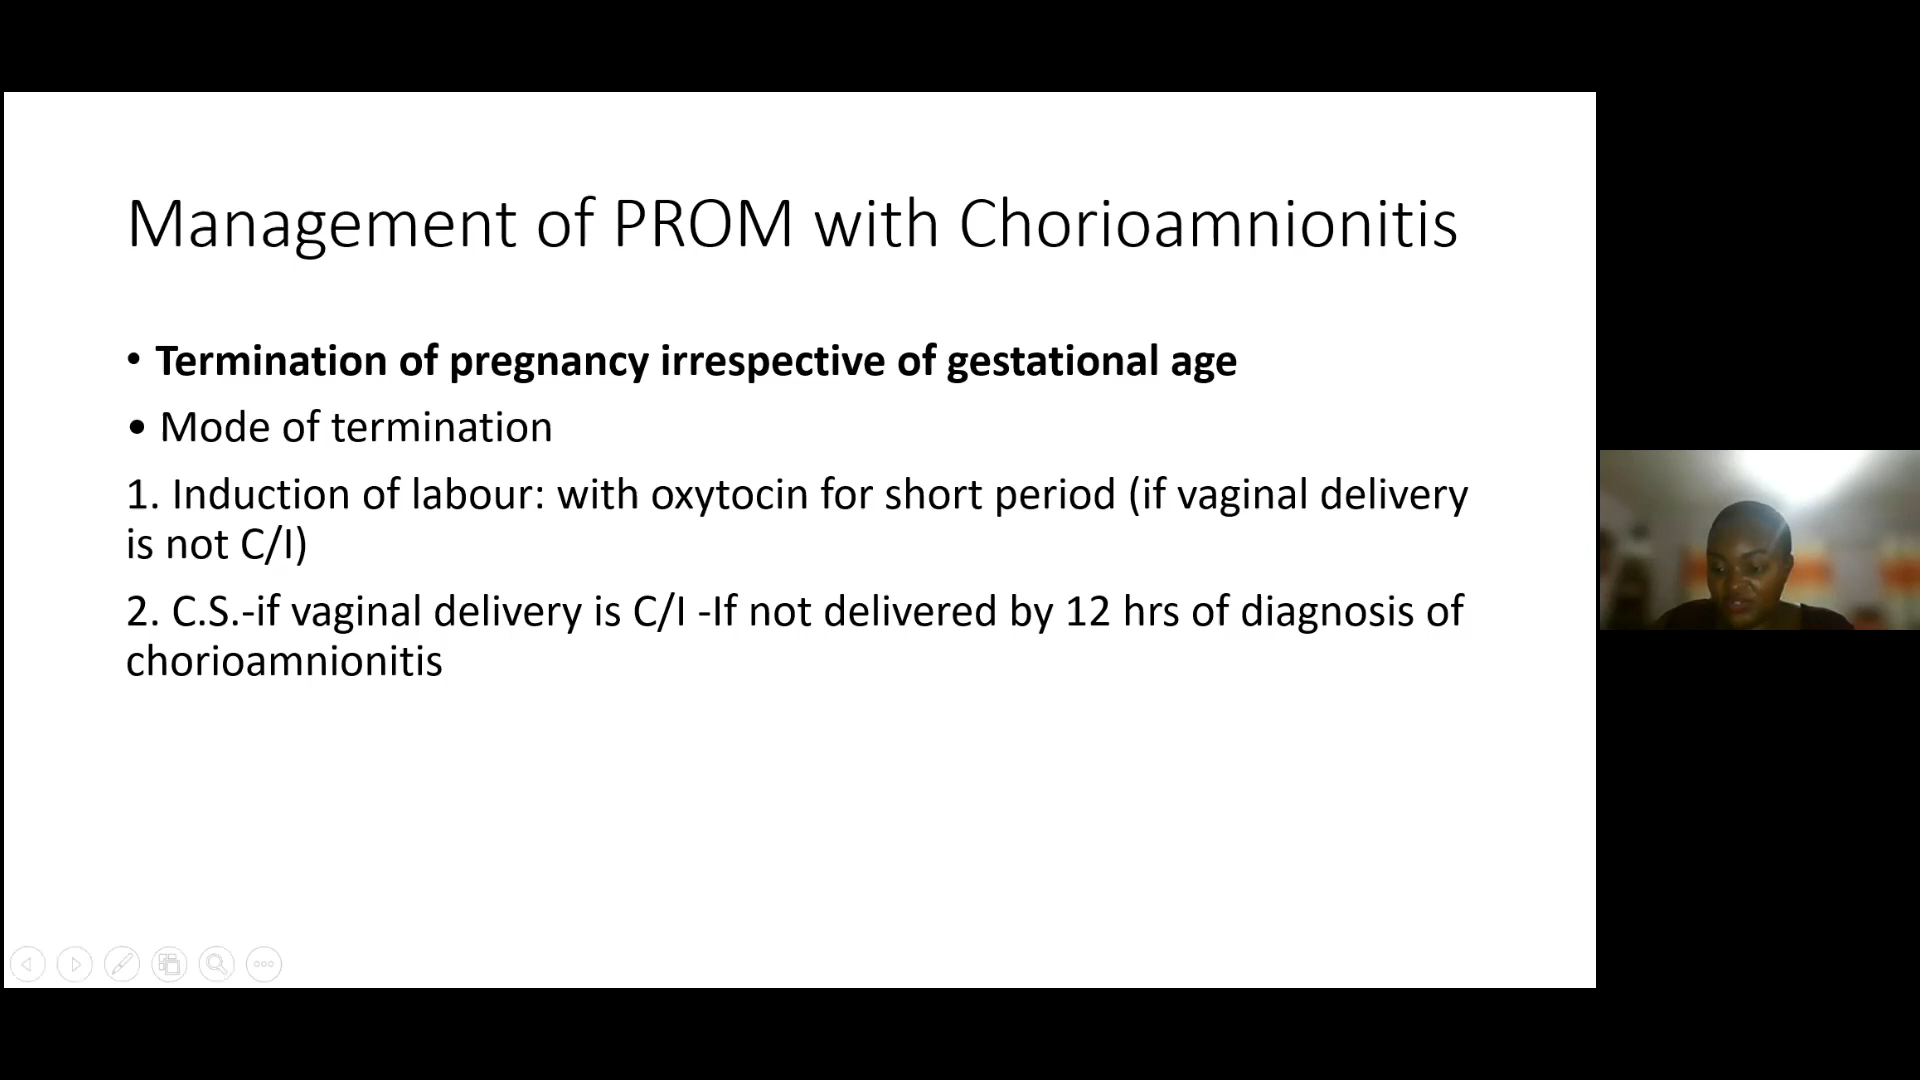 Management of PROM with Chorioamnionitis
• Termination of pregnancy irrespective of gestational age
• Mode of termination
1. Induction of labour: with oxytocin for short period (if vaginal delivery
is not C/I)
2. C.S.-if vaginal delivery is C/I -If not delivered by 12 hrs of diagnosis of
chorioamnionitis